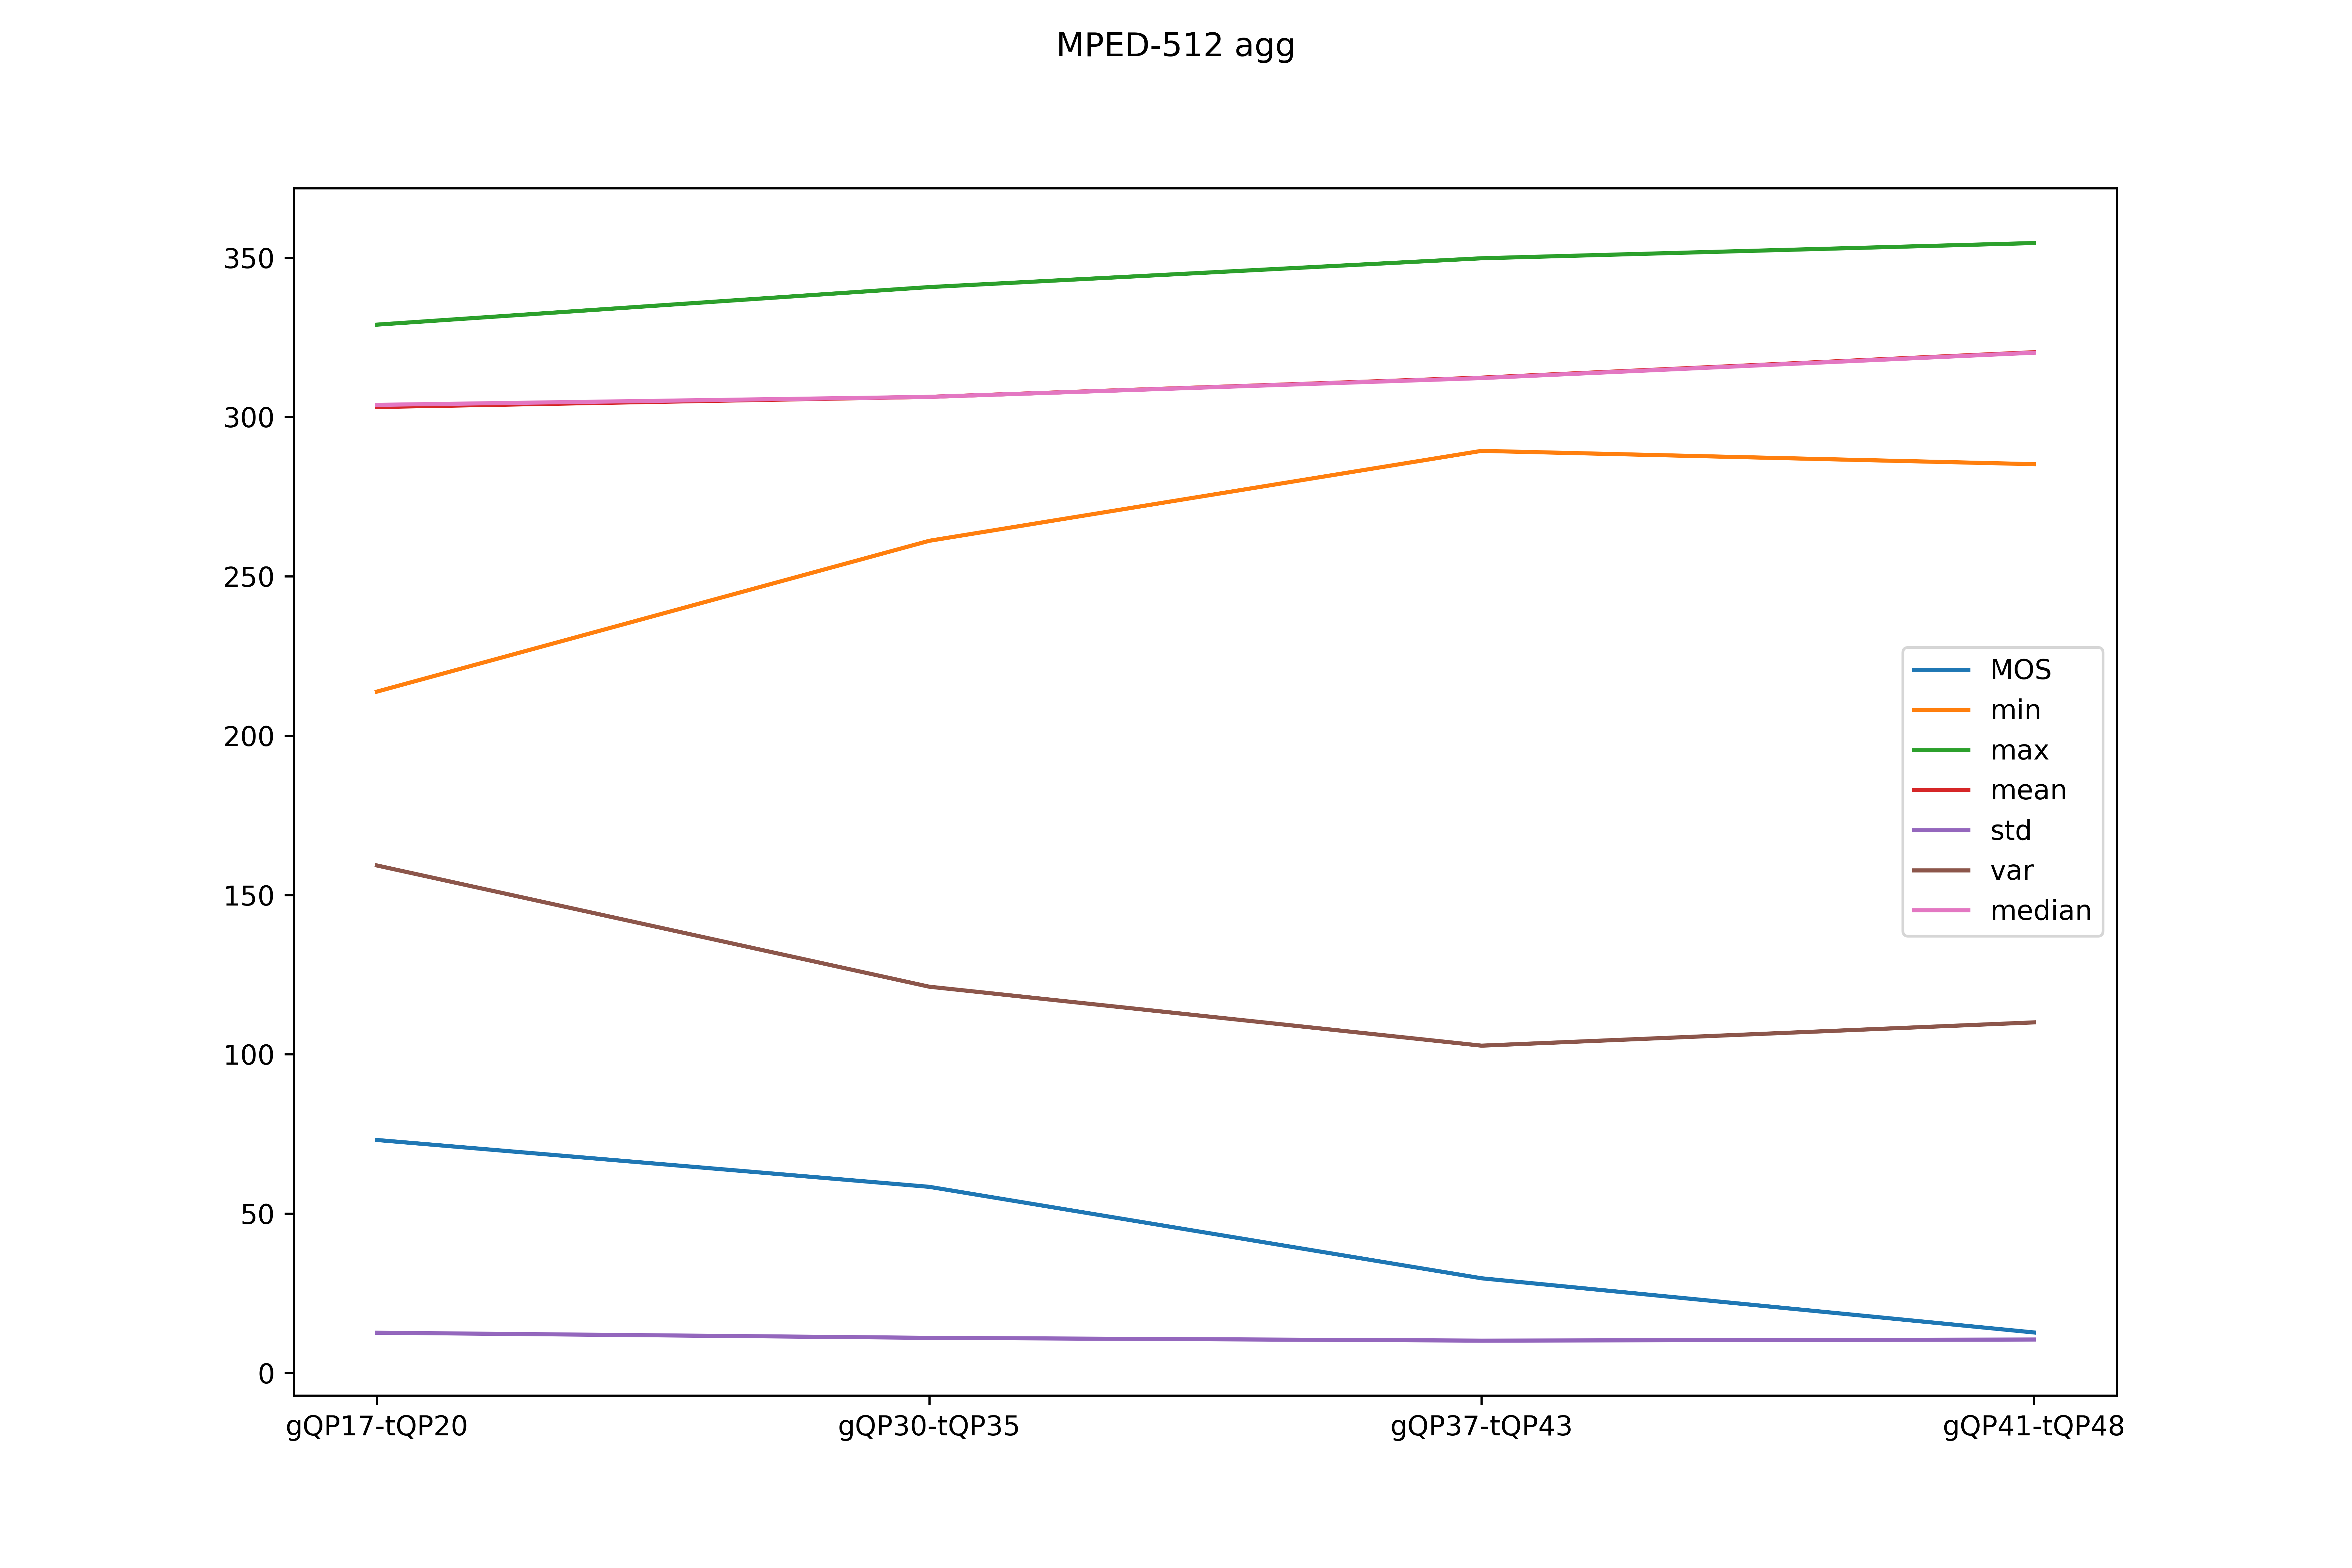 MPED-512 agg
350
300
250
200
150
100
50
0
MOS
min
max
mean
std
var
median
gQP17-tQP20 gQP30-tQP35 gQP37-tQP43 gQP41-tQP48